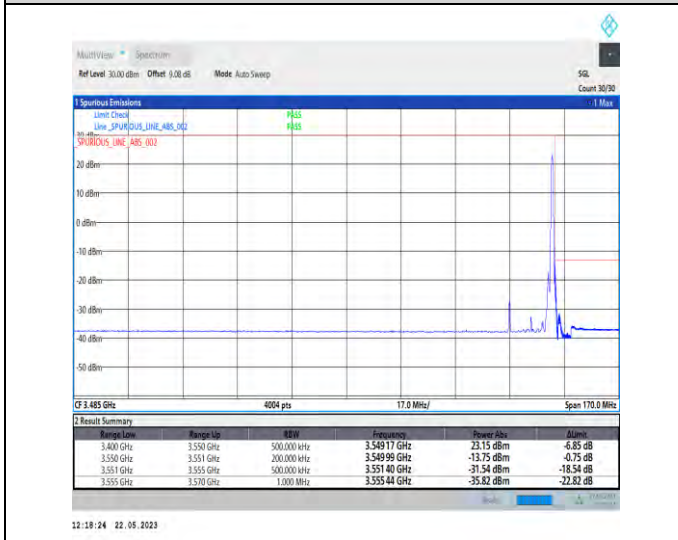 MultiView Spectrum
Ref Level 30.00 dBm Offset 9.08 dB Mode Auto Sweep SGL
Count 30/30
1 Spurious Emissions 1 Max
Limit Check PASS
Line _SPURIOUS_LINE_ABS_002 PASS
30 dBm
_SPURIOUS_LINE_ABS_002
20 dBm
10 dBm
0 dBm
-10 dBm
-20 dBm
-30 dBm
-40 dBm
-50 dBm
CF 3.485 GHz 4004 pts 17.0 MHz/ Span 170.0 MHz
2 Result Summary
Range Low Range Up RBW Frequency Power Abs ΔLimit
3.400 GHz 3.550 GHz 500.000 kHz 3.549 17 GHz 23.15 dBm -6.85 dB
3.550 GHz 3.551 GHz 200.000 kHz 3.549 99 GHz -13.75 dBm -0.75 dB
3.551 GHz 3.555 GHz 500.000 kHz 3.551 40 GHz -31.54 dBm -18.54 dB
3.555 GHz 3.570 GHz 1.000 MHz 3.555 44 GHz -35.82 dBm -22.82 dB
12:18:24 22.05.2023